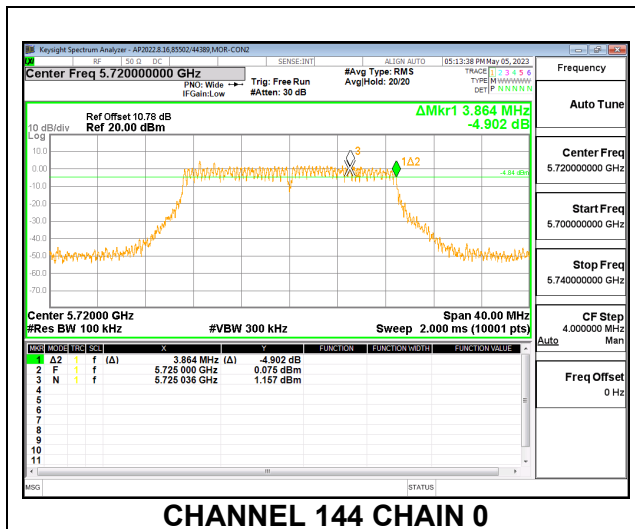 Keysight Spectrum Analyzer - AP2022.8.16,85502/44389,MOR-CON2
RF 50 Ω DC SENSE:INT ALIGN AUTO 05:13:38 PM May 05, 2023
Center Freq 5.720000000 GHz
PNO: Wide
IFGain:Low
Trig: Free Run
#Atten: 30 dB
#Avg Type: RMS
Avg|Hold: 20/20
TRACE 1 2 3 4 5 6
TYPE M WWWWW
DET P N N N N N
Ref Offset 10.78 dB
10 dB/div Ref 20.00 dBm
Log
ΔMkr1 3.864 MHz
-4.902 dB
10.0
0.00
-10.0
-20.0
-30.0
-40.0
-50.0
-60.0
-70.0
3
1Δ2
-4.84 dBm
Center 5.72000 GHz Span 40.00 MHz
#Res BW 100 kHz #VBW 300 kHz Sweep 2.000 ms (10001 pts)
MKR MODE TRC SCL X Y FUNCTION FUNCTION WIDTH FUNCTION VALUE
1 Δ2 1 f (Δ) 3.864 MHz (Δ) -4.902 dB
2 F 1 f 5.725 000 GHz 0.075 dBm
3 N 1 f 5.725 036 GHz 1.157 dBm
4
5
6
7
8
9
10
11
MSG STATUS
Frequency
Auto Tune
Center Freq
5.720000000 GHz
Start Freq
5.700000000 GHz
Stop Freq
5.740000000 GHz
CF Step
4.000000 MHz
Auto Man
Freq Offset
0 Hz
CHANNEL 144 CHAIN 0